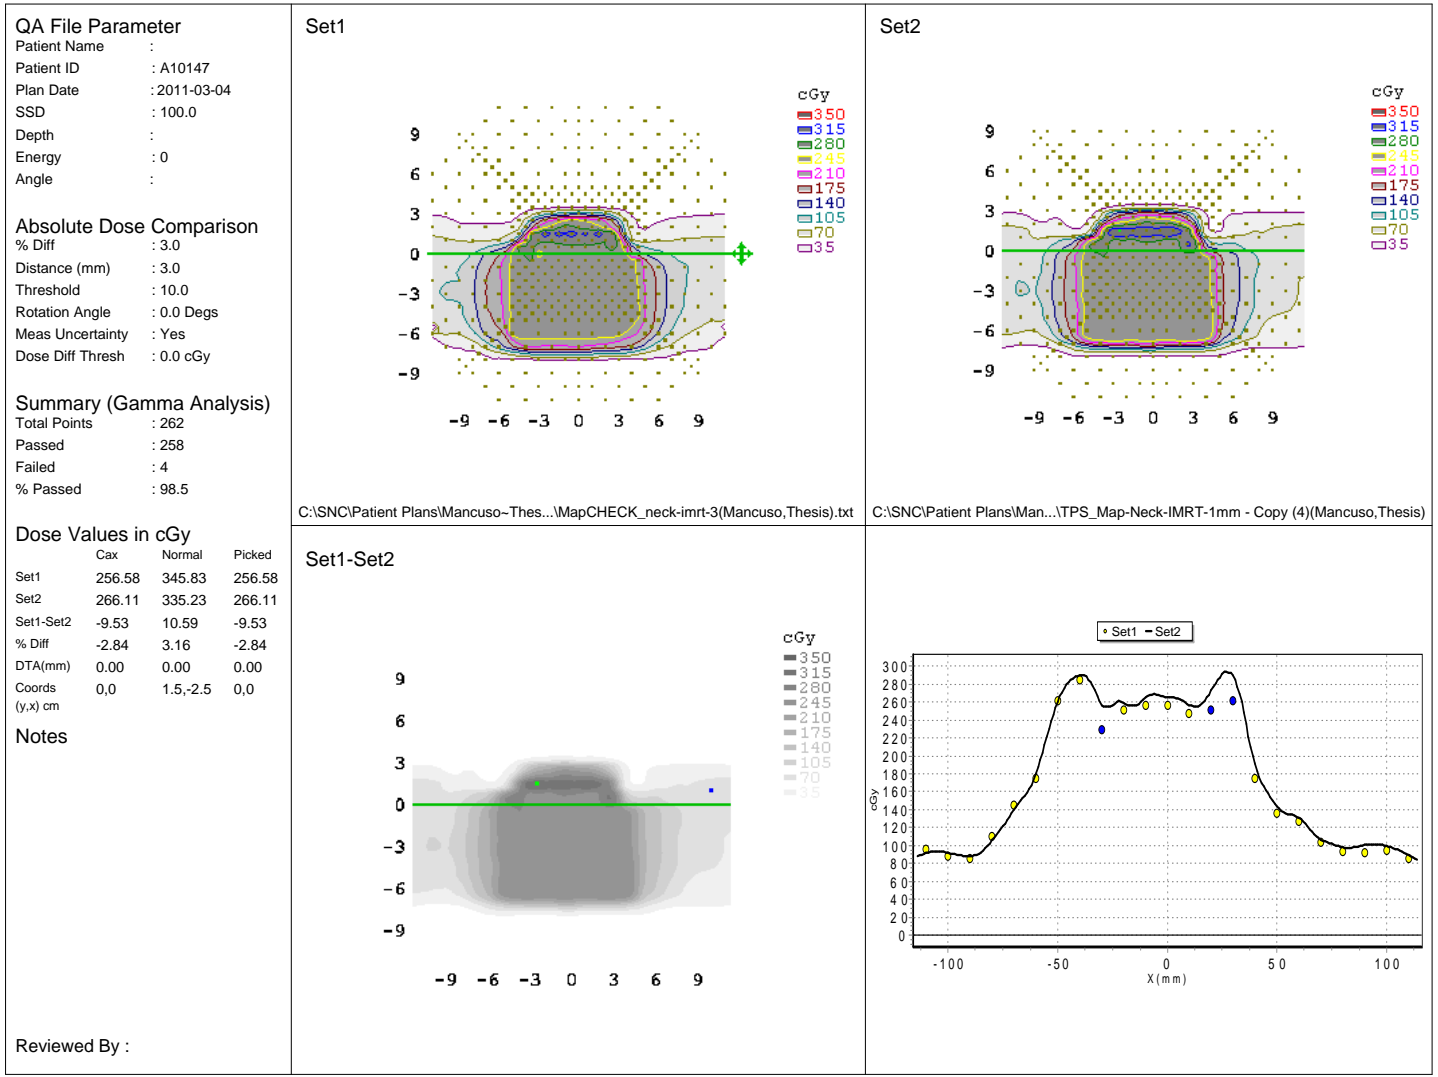 QA File Parameter
Patient Name :
Patient ID : A10147
Plan Date : 2011-03-04
SSD : 100.0
Depth :
Energy : 0
Angle :
Absolute Dose Comparison
% Diff : 3.0
Distance (mm) : 3.0
Threshold : 10.0
Rotation Angle : 0.0 Degs
Meas Uncertainty : Yes
Dose Diff Thresh : 0.0 cGy
Summary (Gamma Analysis)
Total Points : 262
Passed : 258
Failed : 4
% Passed : 98.5
Dose Values in cGy
Cax Normal Picked
Set1 256.58 345.83 256.58
Set2 266.11 335.23 266.11
Set1-Set2 -9.53 10.59 -9.53
% Diff -2.84 3.16 -2.84
DTA(mm) 0.00 0.00 0.00
Coords 0,0 1.5,-2.5 0,0
(y,x) cm
Notes
Reviewed By :
Set1
cGy
350
315
280
245
210
175
140
105
70
35
9
6
3
0
-3
-6
-9
-9 -6 -3 0 3 6 9
C:\SNC\Patient Plans\Mancuso~Thes...\MapCHECK_neck-imrt-3(Mancuso,Thesis).txt
Set2
cGy
350
315
280
245
210
175
140
105
70
35
9
6
3
0
-3
-6
-9
-9 -6 -3 0 3 6 9
C:\SNC\Patient Plans\Man...\TPS_Map-Neck-IMRT-1mm - Copy (4)(Mancuso,Thesis)
Set1-Set2
cGy
350
315
280
245
210
175
140
105
70
35
9
6
3
0
-3
-6
-9
-9 -6 -3 0 3 6 9
Set1 Set2
300
280
260
240
220
200
180
160
140
120
100
80
60
40
20
0
cGy
-100 -50 0 50 100
X(mm)